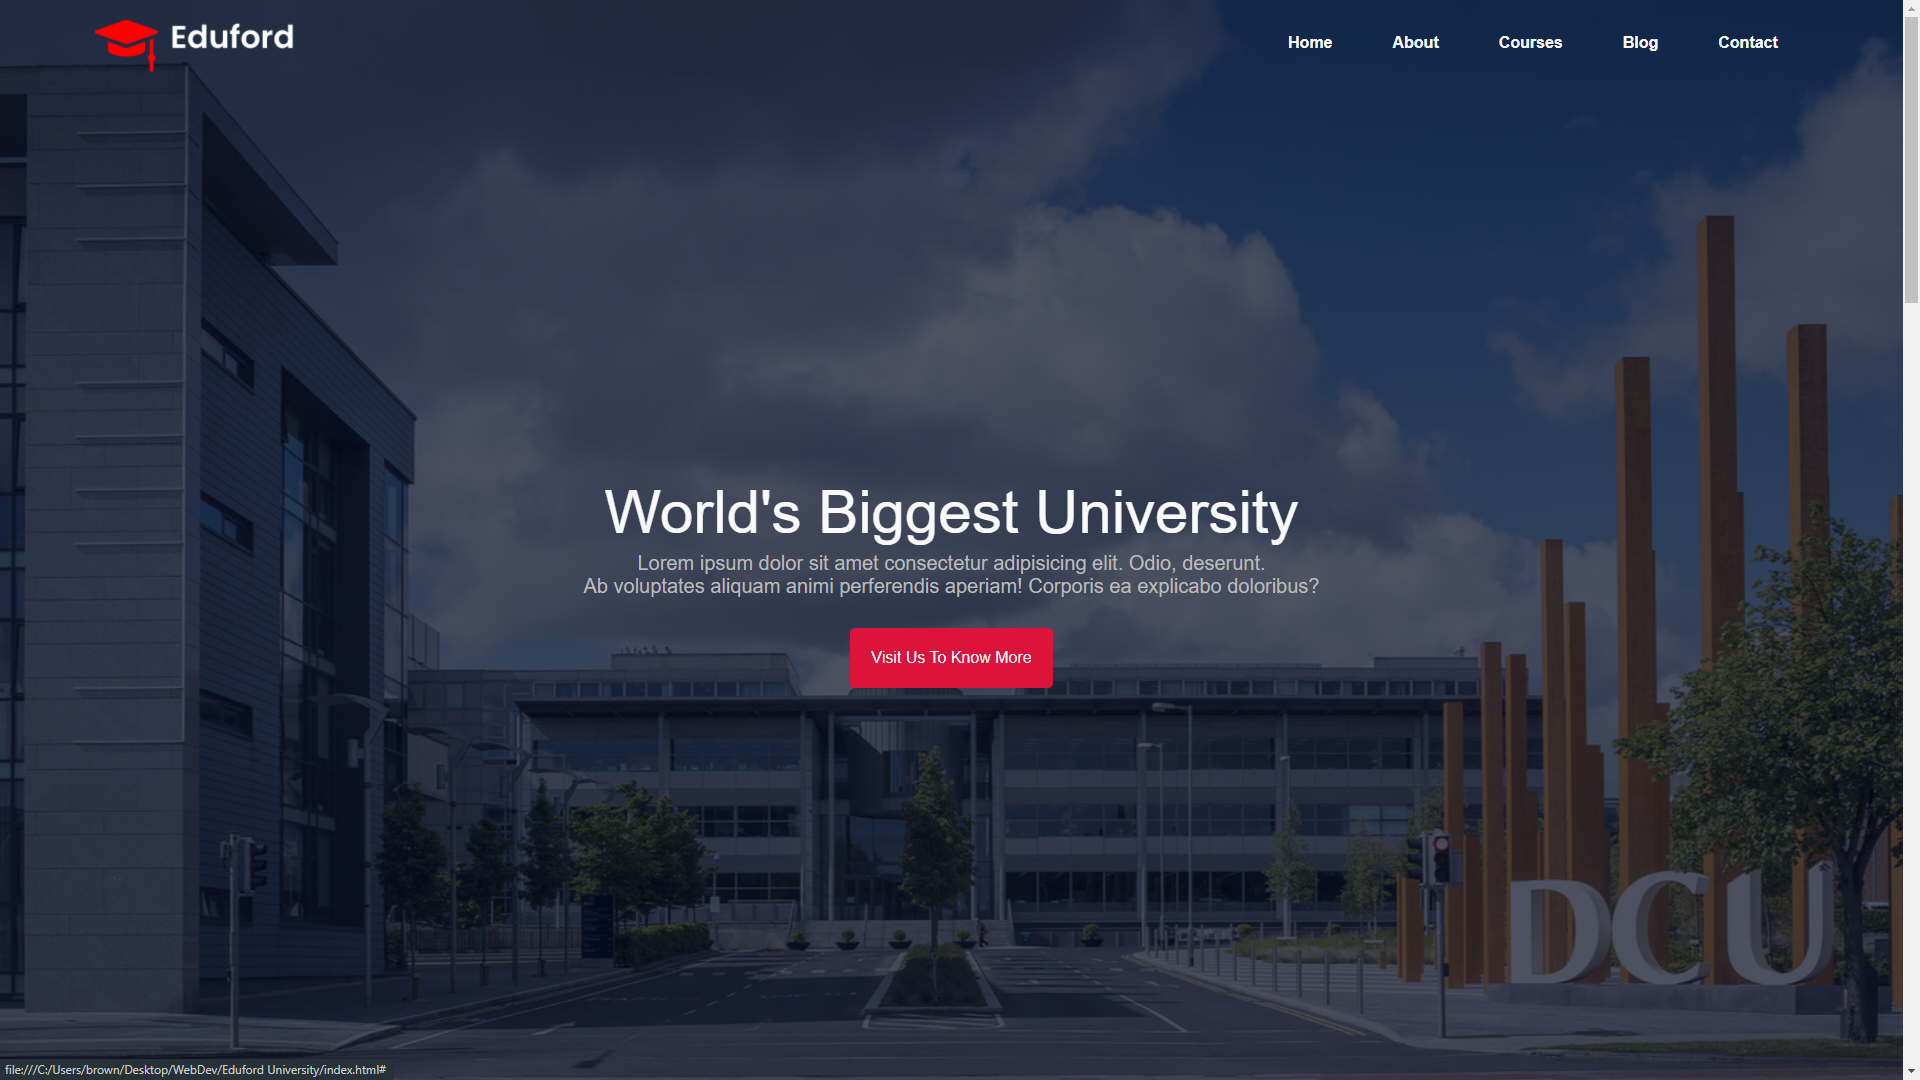 Eduford
Home About Courses Blog Contact
World's Biggest University
Lorem ipsum dolor sit amet consectetur adipisicing elit. Odio, deserunt.
Ab voluptates aliquam animi perferendis aperiam! Corporis ea explicabo doloribus?
Visit Us To Know More
DCU
file:///C:/Users/brown/Desktop/WebDev/Eduford University/index.html#